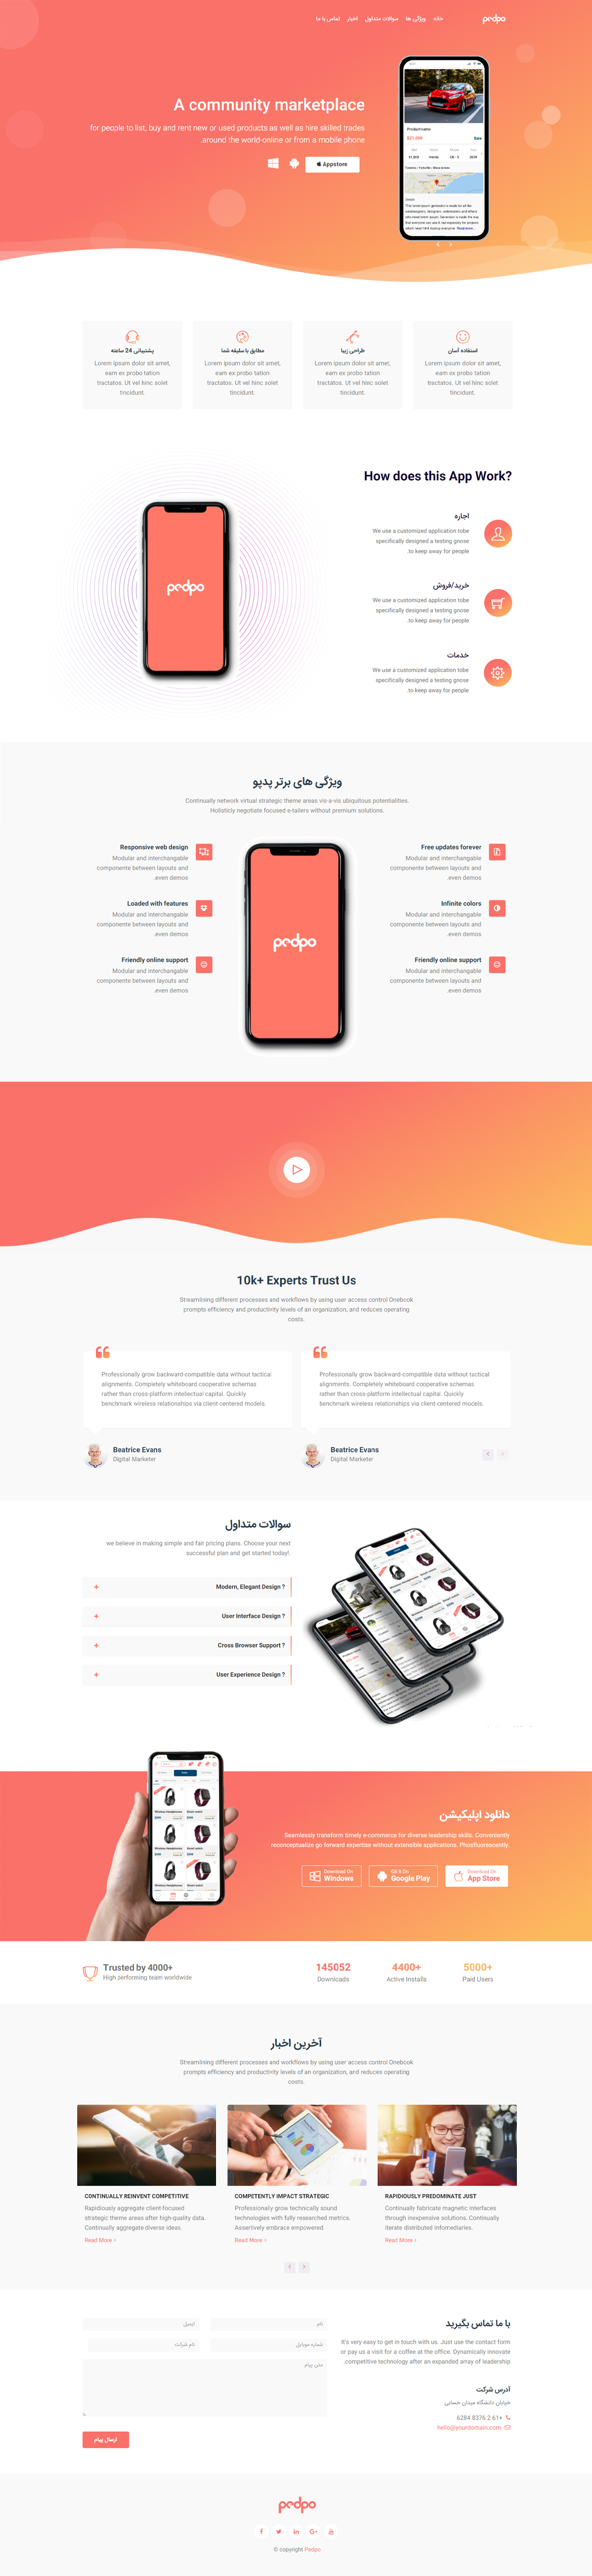 pedpo
خانه
ویژگی ها
سوالات متداول
اخبار
تماس با ما
A community marketplace
for people to list, buy and rent new or used products as well as hire skilled trades
.around the world-online or from a mobile phone
Appstore
Product name
$21.000
Sale
استفاده آسان
Lorem ipsum dolor sit amet,
eam ex probo tation
tractatos. Ut vel hinc solet
tincidunt.
طراحی زیبا
Lorem ipsum dolor sit amet,
eam ex probo tation
tractatos. Ut vel hinc solet
tincidunt.
مطابق با سلیقه شما
Lorem ipsum dolor sit amet,
eam ex probo tation
tractatos. Ut vel hinc solet
tincidunt.
پشتیبانی 24 ساعته
Lorem ipsum dolor sit amet,
eam ex probo tation
tractatos. Ut vel hinc solet
tincidunt
How does this App Work?
اجاره
We use a customized application tobe
specifically designed a testing gnose
.to keep away for people
خرید/فروش
We use a customized application tobe
specifically designed a testing gnose
.to keep away for people
خدمات
We use a customized application tobe
specifically designed a testing gnose
.to keep away for people
pedpo
ویژگی های برتر پدپو
Continually network virtual strategic theme areas vis-a-vis ubiquitous potentialities.
Holisticly negotiate focused e-tailers without premium solutions.
Free updates forever
Modular and interchangable
componente between layouts and
.even demos
Infinite colors
Modular and interchangable
componente between layouts and
.even demos
Friendly online support
Modular and interchangable
componente between layouts and
.even demos
pedpo
Responsive web design
Modular and interchangable
componente between layouts and
.even demos
Loaded with features
Modular and interchangable
componente between layouts and
.even demos
Friendly online support
Modular and interchangable
componente between layouts and
.even demos
10k+ Experts Trust Us
Streamlining different processes and workflows by using user access control Onebcok
prompts efficiency and productivity levels of an organization, and reduces operating
costs.
Professionally grow backward-compatible data without tactical
alignments. Completely whiteboard cooperative schemas
rather than cross-platform intellectual capital. Quickly
benchmark wireless relationships via client-centered models.
Beatrice Evans
Digital Marketer
Professionally grow backward-compatible data without tactical
alignments. Completely whiteboard cooperative schemas
rather than cross-platform intellectual capital. Quickly
benchmark wireless relationships via client-centered models.
Beatrice Evans
Digital Marketer
سوالات متداول
we believe in making simple and fair pricing plans. Choose your next
successful plan and get started today!.
Modern, Elegant Design ?
User Interface Design ?
Cross Browser Support ?
User Experience Design ?
دانلود اپلیکیشن
Seamlessly transform timely e-commerce for diverse leadership skills. Conveniently
reconceptualize go forward expertise without extensible applications. Phosfluorescently.
Download On
App Store
Git It On
Google Play
Download On
Windows
Trusted by 4000+
High performing team worldwide
145052
Downloads
4400+
Active Installs
5000+
Paid Users
آخرین اخبار
Streamlining different processes and workflows by using user access control Onebcok
prompts efficiency and productivity levels of an organization, and reduces operating
costs.
RAPIDIOUSLY PREDOMINATE JUST
Continually fabricate magnetic interfaces
through inexpensive solutions. Continually
iterate distributed infomediaries.
Read More
COMPETENTLY IMPACT STRATEGIC
Professionally grow technically sound
technologies with fully researched metrics.
Assertively embrace empowered
Read More
CONTINUALLY REINVENT COMPETITIVE
Rapidiously aggregate client-focused
strategic theme areas after high-quality data.
Continually aggregate diverse ideas.
Read More
با ما تماس بگیرید
It's very easy to get in touch with us. Just use the contact form
or pay us a visit for a coffee at the office. Dynamically innovate
.competitive technology after an expanded array of leadership
آدرس شرکت
خیابان دانشگاه میدان حسابی
+61 2 8376 6284
hello@yourdomain.com
نام
ایمیل
شماره موبایل
نام شرکت
متن پیام
ارسال پیام
pedpo
© copyright Pedpo